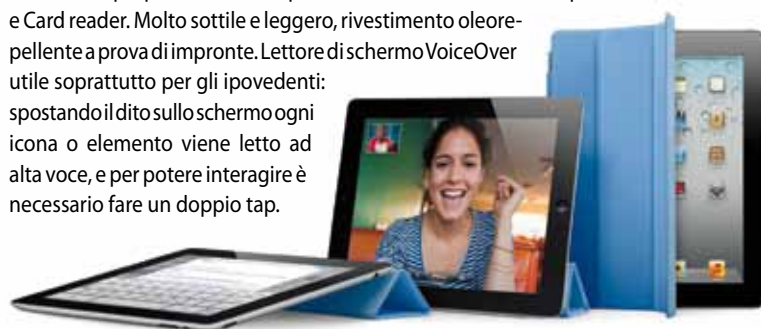 e Card reader. Molto sottile e leggero, rivestimento oleore-
pellente a prova di impronte. Lettore di schermo VoiceOver
utile soprattutto per gli ipovedenti:
spostando il dito sullo schermo ogni
icona o elemento viene letto ad
alta voce, e per potere interagire è
necessario fare un doppio tap.